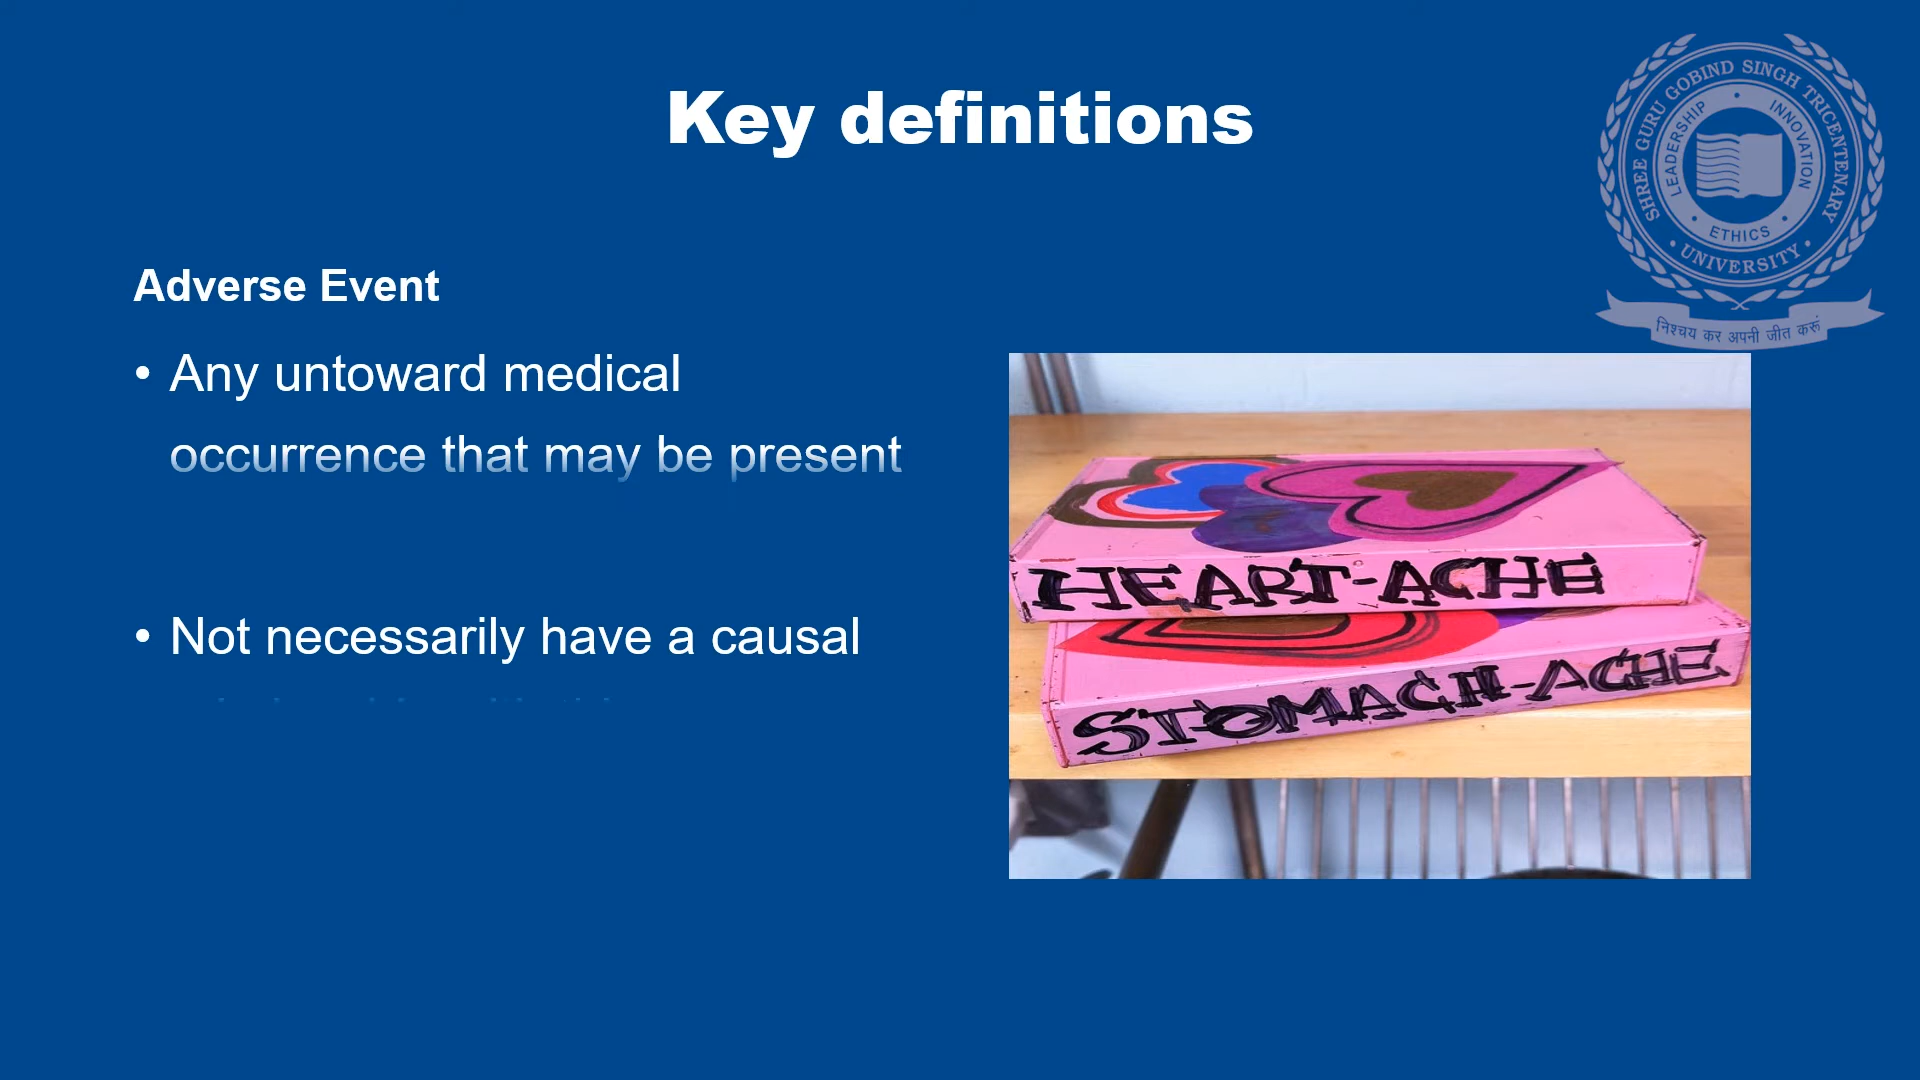 Key definitions
SHREE GURU GOBIND SINGH TRICENTENARY
UNIVERSITY
LEADERSHIP
INNOVATION
ETHICS
निश्चय कर अपनी जीत करूं
Adverse Event
• Any untoward medical
occurrence that may be present
• Not necessarily have a causal
HEART-ACHE
STOMACH-ACHE